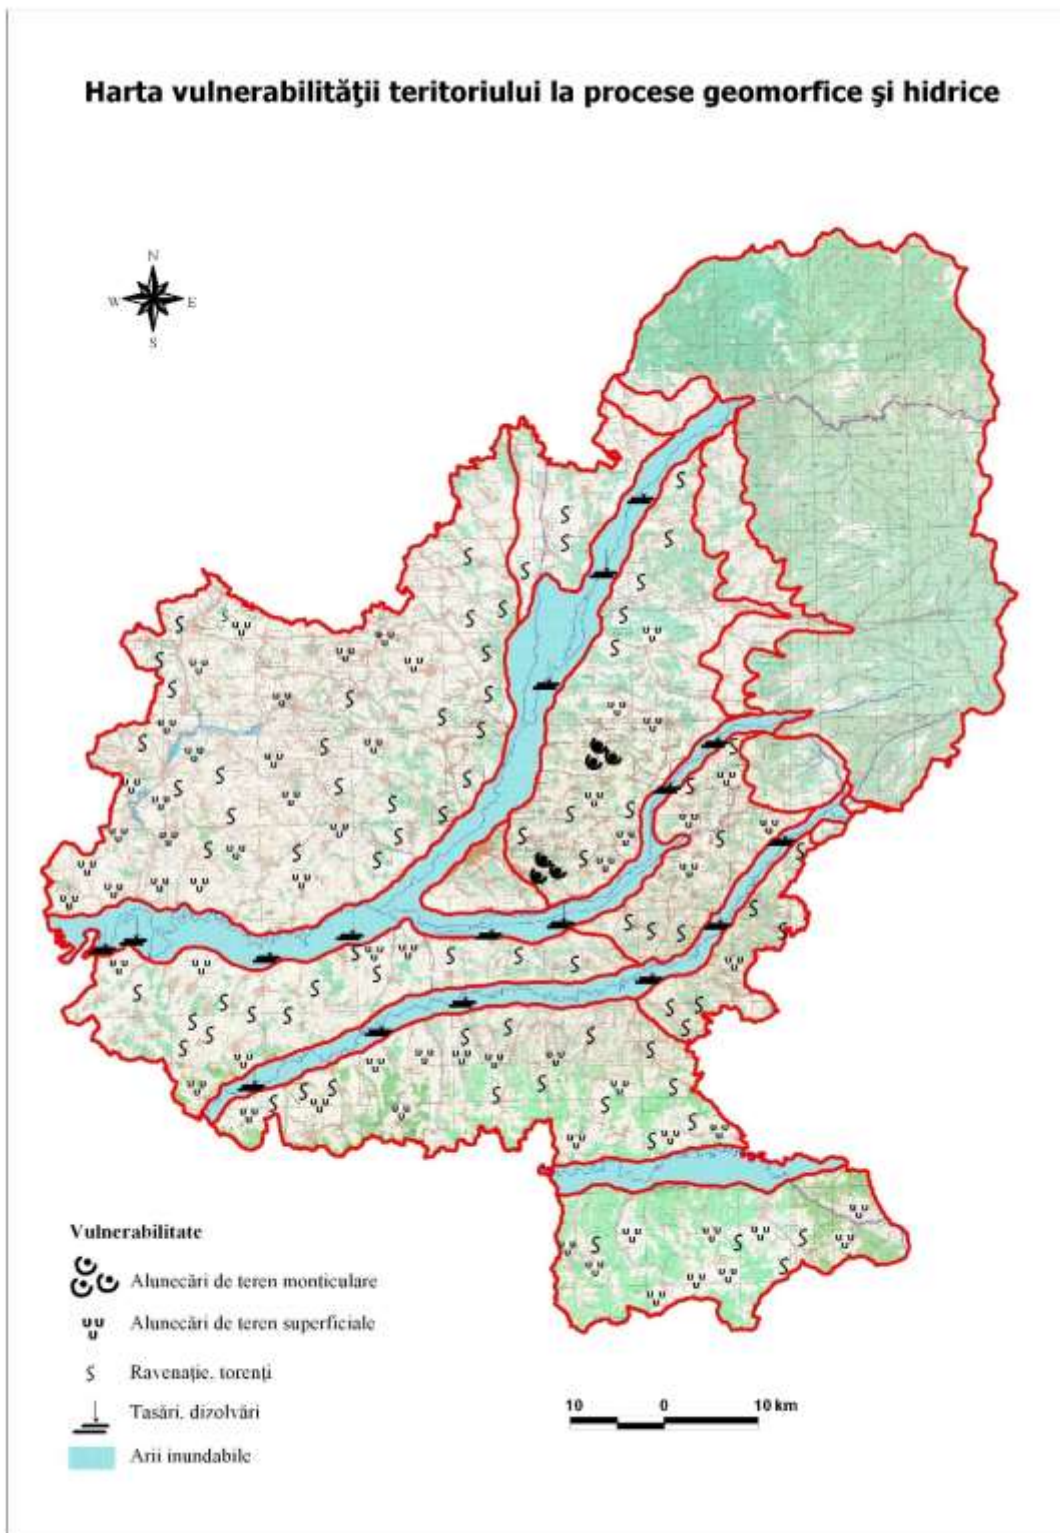 Harta vulnerabilităţii teritoriului la procese geomorfice şi hidrice
N
W E
S
Vulnerabilitate
Alunecări de teren monticulare
Alunecări de teren superficiale
Ravenaţie, torenţi
Tasări, dizolvări
Arii inundabile
10 0 10 km